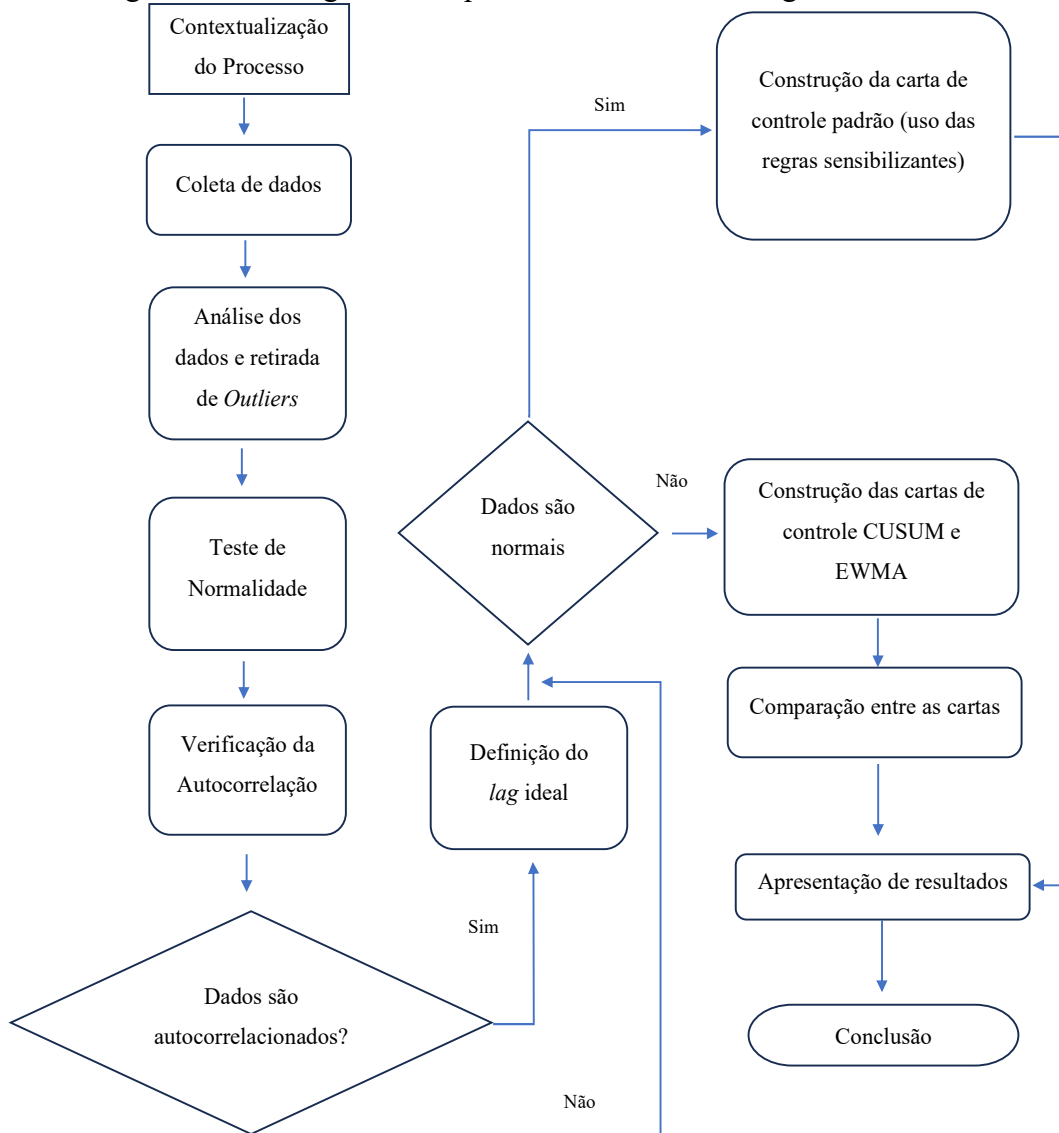 Contextualização
do Processo
Coleta de dados
Análise dos
dados e retirada
de Outliers
Teste de
Normalidade
Verificação da
Autocorrelação
Dados são
autocorrelacionados?
Sim
Não
Definição do
lag ideal
Dados são
normais
Sim
Não
Construção da carta de
controle padrão (uso das
regras sensibilizantes)
Construção das cartas de
controle CUSUM e
EWMA
Comparação entre as cartas
Apresentação de resultados
Conclusão